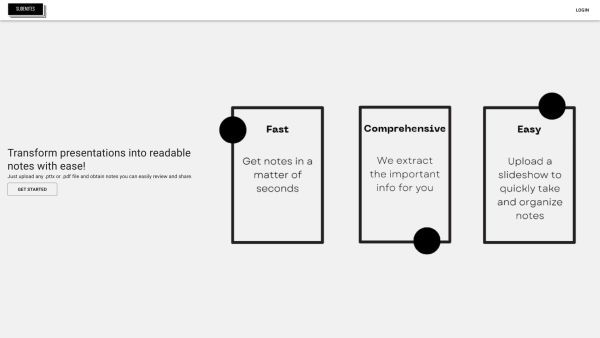 SLIDENOTES
LOGIN
Transform presentations into readable
notes with ease!
Just upload any .pttx or .pdf file and obtain notes you can easily review and share.
GET STARTED
Fast
Get notes in a
matter of
seconds
Comprehensive
We extract
the important
info for you
Easy
Upload a
slideshow to
quickly take
and organize
notes